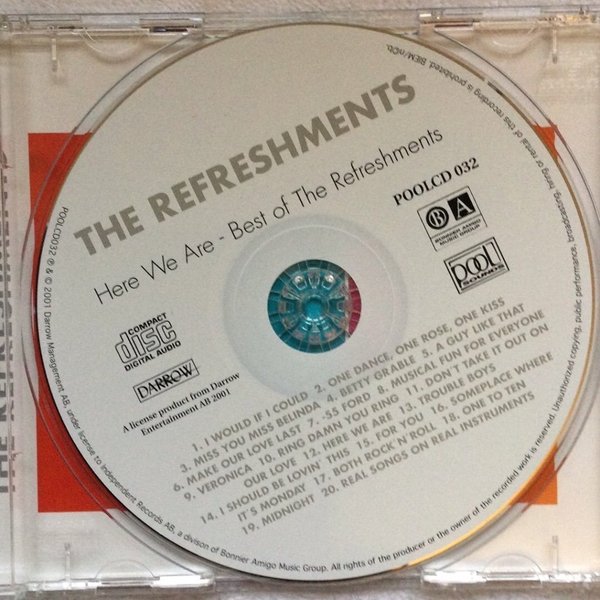 THE REFRESHMENTS
Here We Are - Best of The Refreshments
POOLCD 032
BA
BONNIER AMIGO
MUSIC GROUP
POOL
SOUNDS
COMPACT
disc
DIGITAL AUDIO
DARROW
A license product from Darrow
Entertainment AB 2001
1. I WOULD IF I COULD 2. ONE DANCE, ONE ROSE, ONE KISS
3. MISS YOU MISS BELINDA 4. BETTY GRABLE 5. A GUY LIKE THAT
6. MAKE OUR LOVE LAST 7. -55 FORD 8. MUSICAL FUN FOR EVERYONE
9. VERONICA 10. RING DAMN YOU RING 11. DON'T TAKE IT OUT ON
OUR LOVE 12. HERE WE ARE 13. TROUBLE BOYS
14. I SHOULD BE LOVIN' THIS 15. FOR YOU 16. SOMEPLACE WHERE
IT'S MONDAY 17. BOTH ROCK'N'ROLL 18. ONE TO TEN
19. MIDNIGHT 20. REAL SONGS ON REAL INSTRUMENTS
POOLCD032 ℗ & © 2001 Darrow Management AB, under license to Independent Records AB, a division of Bonnier Amigo Music Group. All rights of the producer or the owner of the recorded work is reserved. Unauthorized copying, public performance, broadcasting, hiring or rental of this recording is prohibited. BIEM/ncb.
THE REFRESHMENTS